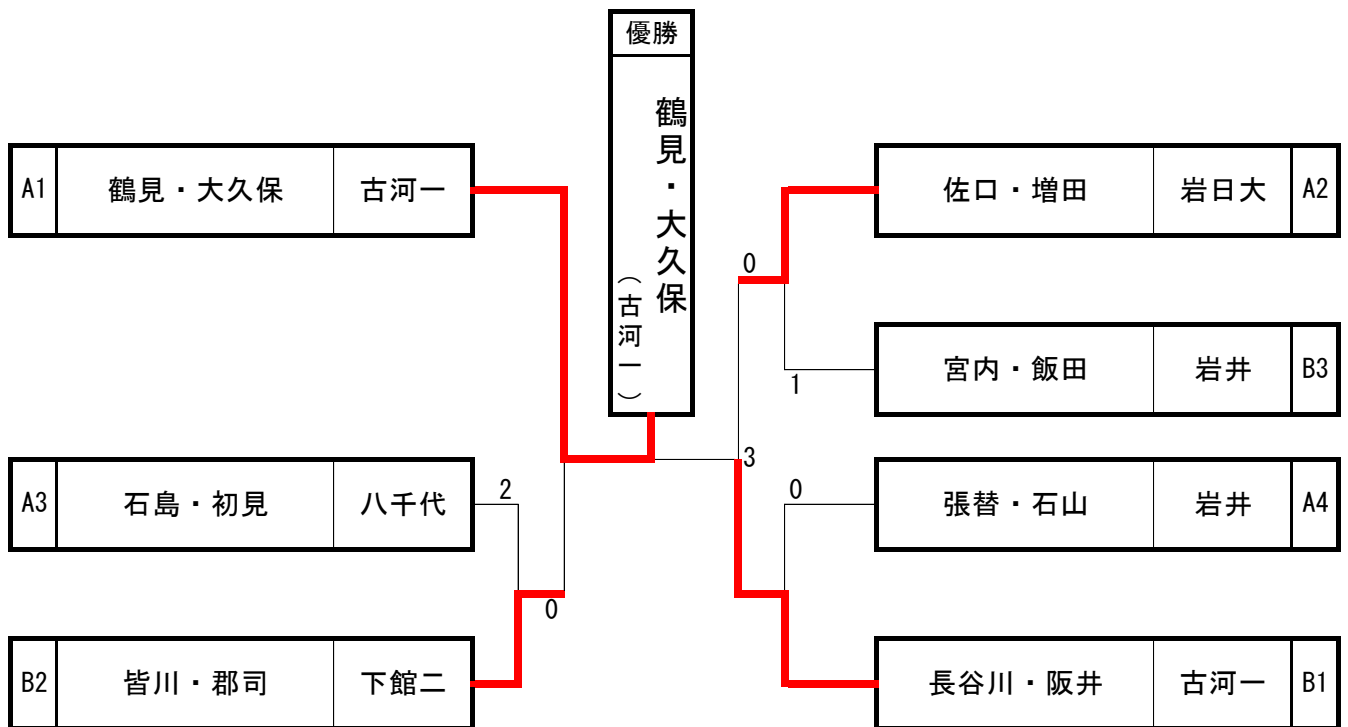 優勝
鶴見・大久保
(古河一)
A1 鶴見・大久保 古河一
A3 石島・初見 八千代
2
0
B2 皆川・郡司 下館二
佐口・増田 岩日大 A2
0
宮内・飯田 岩井 B3
1
3
0
張替・石山 岩井 A4
長谷川・阪井 古河一 B1